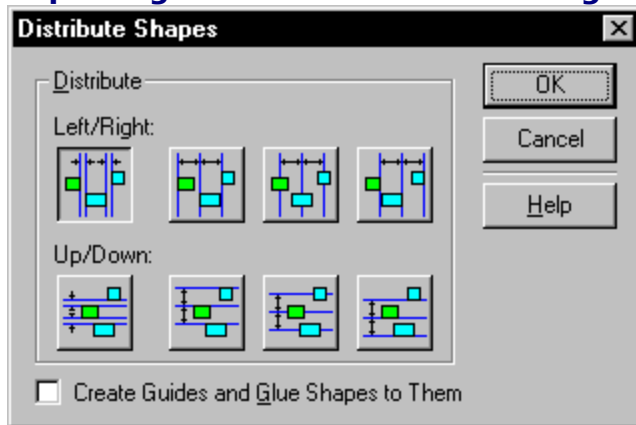 Distribute Shapes
Distribute
OK
Left/Right:
Cancel
Help
Up/Down:
Create Guides and Glue Shapes to Them